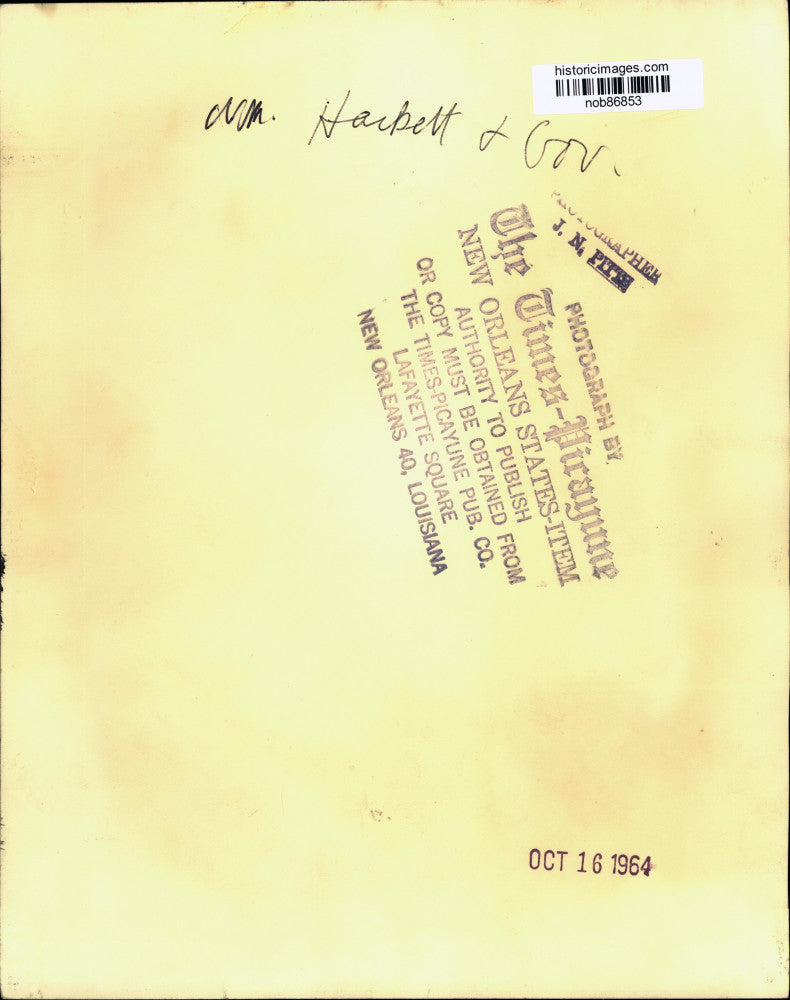 historicimages.com
nob86853
Wm. Hackett & Gov.
PHOTOGRAPHER
J. N. PITTS
PHOTOGRAPH BY.
The Times-Picayune
NEW ORLEANS STATES-ITEM
AUTHORITY TO PUBLISH
OR COPY MUST BE OBTAINED FROM
THE TIMES-PICAYUNE PUB. CO.
LAFAYETTE SQUARE
NEW ORLEANS 40, LOUISIANA
OCT 16 1964